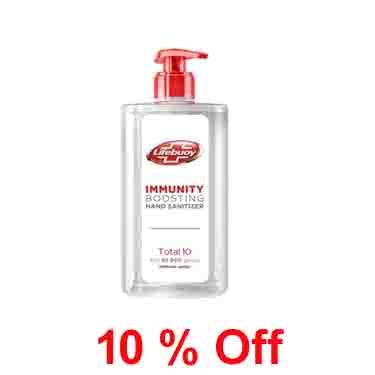 Lifebuoy
IMMUNITY
BOOSTING
HAND SANITIZER
Total 10
10 % Off